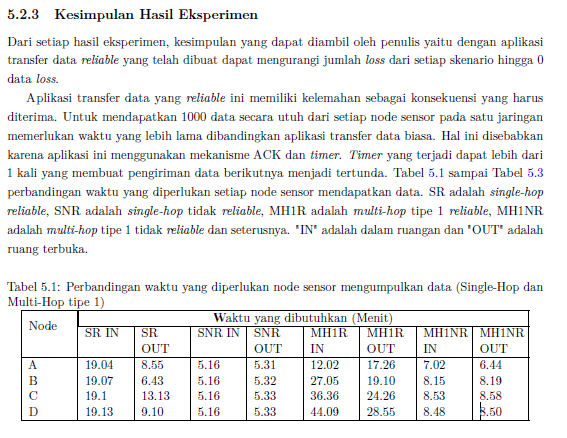 5.2.3 Kesimpulan Hasil Eksperimen
Dari setiap hasil eksperimen, kesimpulan yang dapat diambil oleh penulis yaitu dengan aplikasi
transfer data reliable yang telah dibuat dapat mengurangi jumlah loss dari setiap skenario hingga 0
data loss.
Aplikasi transfer data yang reliable ini memiliki kelemahan sebagai konsekuensi yang harus
diterima. Untuk mendapatkan 1000 data secara utuh dari setiap node sensor pada satu jaringan
memerlukan waktu yang lebih lama dibandingkan aplikasi transfer data biasa. Hal ini disebabkan
karena aplikasi ini menggunakan mekanisme ACK dan timer. Timer yang terjadi dapat lebih dari
1 kali yang membuat pengiriman data berikutnya menjadi tertunda. Tabel 5.1 sampai Tabel 5.3
perbandingan waktu yang diperlukan setiap node sensor mendapatkan data. SR adalah single-hop
reliable, SNR adalah single-hop tidak reliable, MH1R adalah multi-hop tipe 1 reliable, MH1NR
adalah multi-hop tipe 1 tidak reliable dan seterusnya. "IN" adalah dalam ruangan dan "OUT" adalah
ruang terbuka.
Tabel 5.1: Perbandingan waktu yang diperlukan node sensor mengumpulkan data (Single-Hop dan
Multi-Hop tipe 1)
Node Waktu yang dibutuhkan (Menit)
SR IN SR OUT SNR IN SNR OUT MH1R IN MH1R OUT MH1NR IN MH1NR OUT
A 19.04 8.55 5.16 5.31 12.02 17.26 7.02 6.44
B 19.07 6.43 5.16 5.32 27.05 19.10 8.15 8.19
C 19.1 13.13 5.16 5.33 36.36 24.26 8.53 8.58
D 19.13 9.10 5.16 5.33 44.09 28.55 8.48 8.50